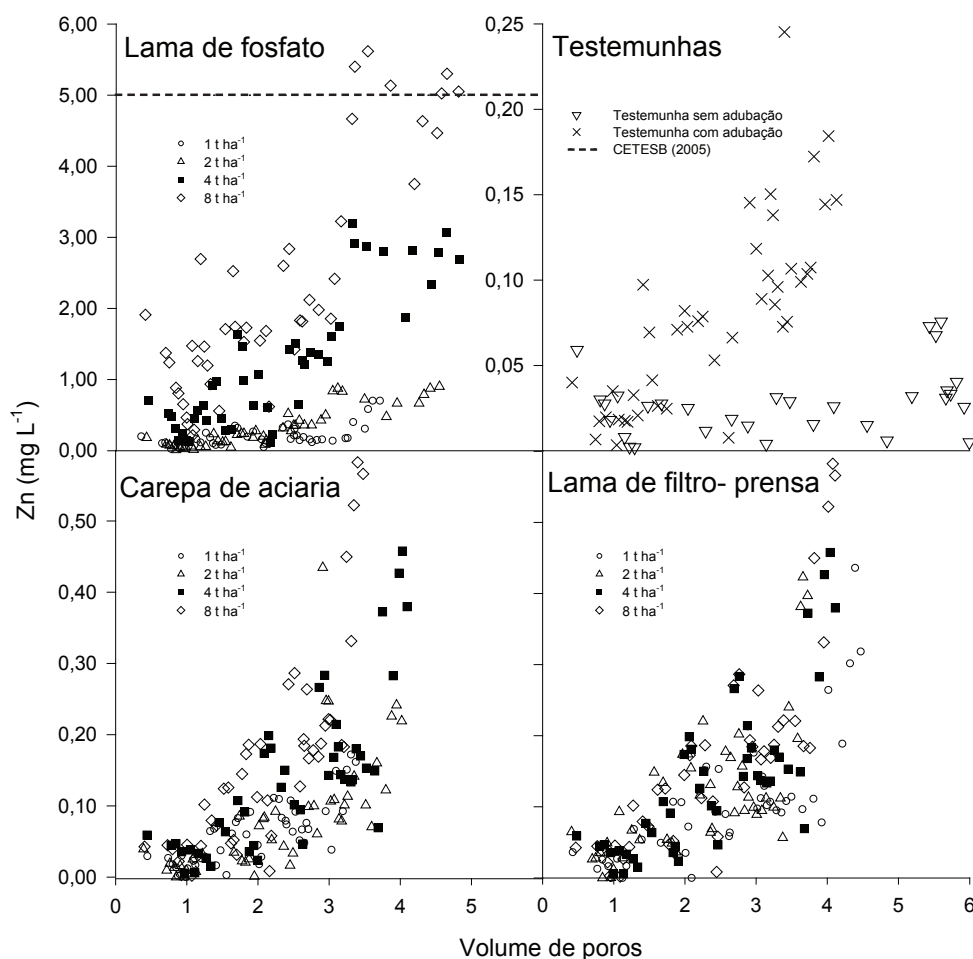 Lama de fosfato
6,00
5,00
4,00
3,00
2,00
1,00
0,00
1 t ha-1
2 t ha-1
4 t ha-1
8 t ha-1
Testemunhas
0,25
0,20
0,15
0,10
0,05
Testemunha sem adubação
Testemunha com adubação
CETESB (2005)
Zn (mg L-1)
Carepa de aciaria
0,50
0,40
0,30
0,20
0,10
0,00
1 t ha-1
2 t ha-1
4 t ha-1
8 t ha-1
0 1 2 3 4 5
Lama de filtro- prensa
1 t ha-1
2 t ha-1
4 t ha-1
8 t ha-1
0 1 2 3 4 5 6
Volume de poros